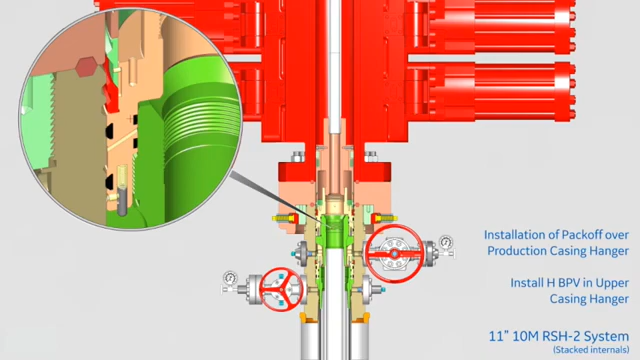 Installation of Packoff over
Production Casing Hanger
Install H BPV in Upper
Casing Hanger
11” 10M RSH-2 System
(Stacked internals)